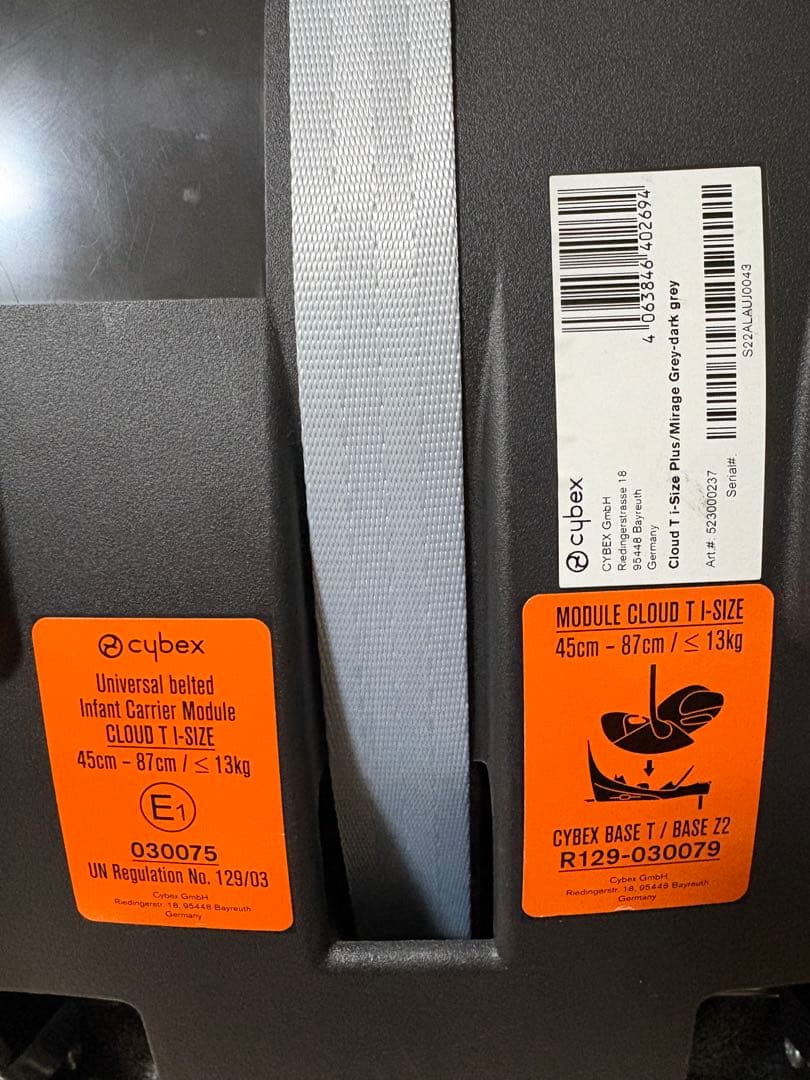 cybex
Universal belted
Infant Carrier Module
CLOUD T I-SIZE
45cm – 87cm / ≤ 13kg
E1
030075
UN Regulation No. 129/03
Cybex GmbH
Riedingerstr. 18, 95448 Bayreuth
Germany
4 063846 402694
cybex
CYBEX GmbH
Riedingerstrasse 18
95448 Bayreuth
Germany
Cloud T i-Size Plus/Mirage Grey-dark grey
Art.#: 523000237
Serial#:
S22ALAUJ0043
MODULE CLOUD T I-SIZE
45cm – 87cm / ≤ 13kg
CYBEX BASE T / BASE Z2
R129-030079
Cybex GmbH
Riedingerstr. 18, 95448 Bayreuth
Germany